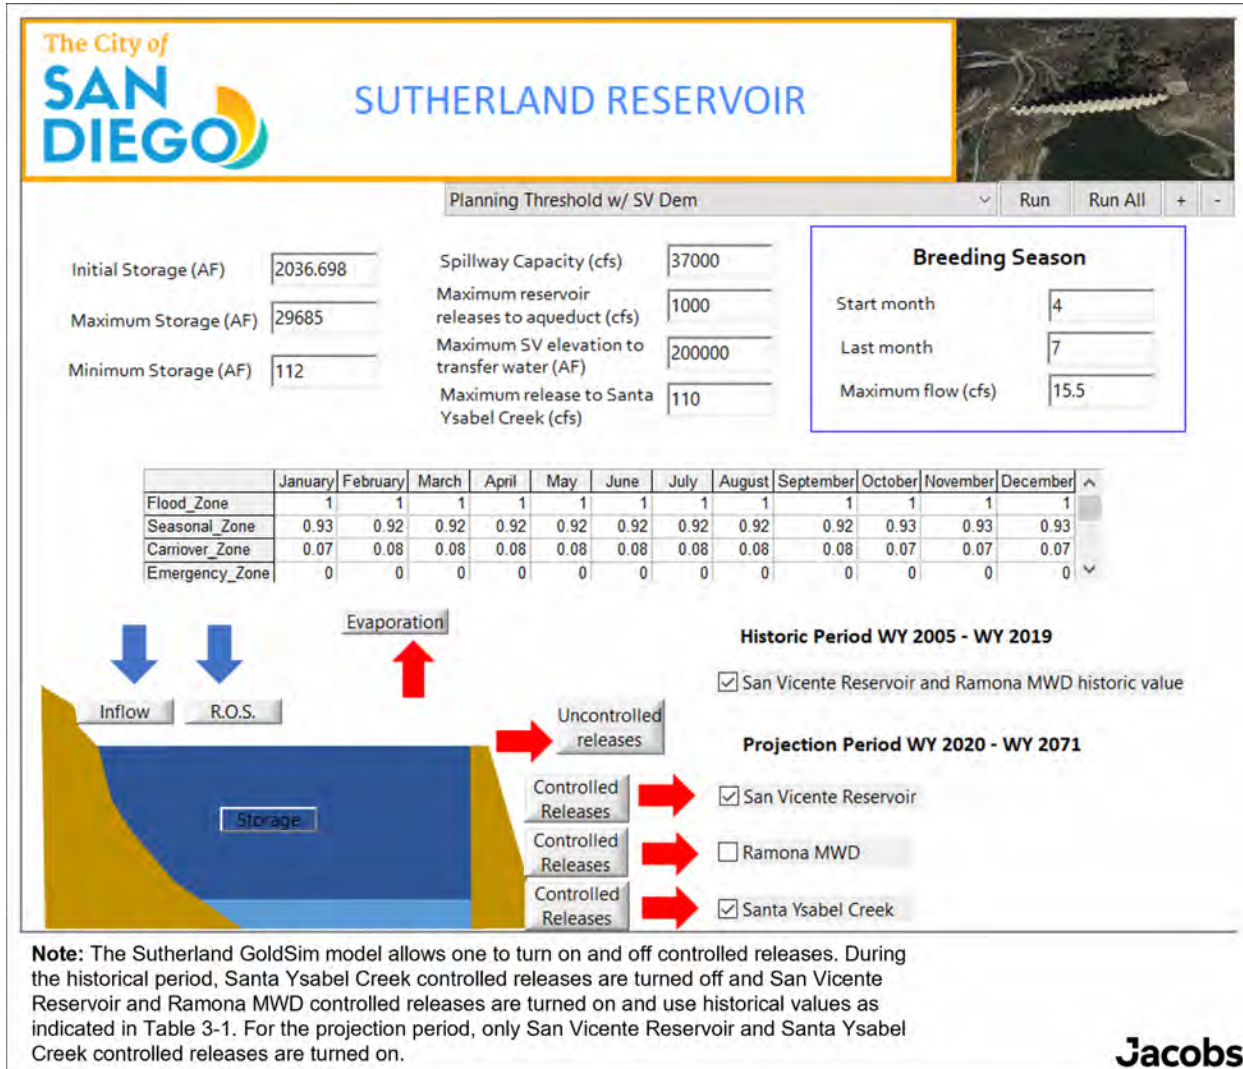 The City of
SAN
DIEGO
SUTHERLAND RESERVOIR
Planning Threshold w/ SV Dem
Run
Run All
+
-
Initial Storage (AF)
2036.698
Maximum Storage (AF)
29685
Minimum Storage (AF)
112
Spillway Capacity (cfs)
37000
Maximum reservoir
releases to aqueduct (cfs)
1000
Maximum SV elevation to
transfer water (AF)
200000
Maximum release to Santa
Ysabel Creek (cfs)
110
Breeding Season
Start month
4
Last month
7
Maximum flow (cfs)
15.5
January February March April May June July August September October November December
Flood_Zone 1 1 1 1 1 1 1 1 1 1 1 1
Seasonal_Zone 0.93 0.92 0.92 0.92 0.92 0.92 0.92 0.92 0.92 0.93 0.93 0.93
Carriover_Zone 0.07 0.08 0.08 0.08 0.08 0.08 0.08 0.08 0.08 0.07 0.07 0.07
Emergency_Zone 0 0 0 0 0 0 0 0 0 0 0 0
Evaporation
Inflow
R.O.S.
Storage
Uncontrolled
releases
Controlled
Releases
Controlled
Releases
Controlled
Releases
Historic Period WY 2005 - WY 2019
San Vicente Reservoir and Ramona MWD historic value
Projection Period WY 2020 - WY 2071
San Vicente Reservoir
Ramona MWD
Santa Ysabel Creek
Note: The Sutherland GoldSim model allows one to turn on and off controlled releases. During
the historical period, Santa Ysabel Creek controlled releases are turned off and San Vicente
Reservoir and Ramona MWD controlled releases are turned on and use historical values as
indicated in Table 3-1. For the projection period, only San Vicente Reservoir and Santa Ysabel
Creek controlled releases are turned on.
Jacobs